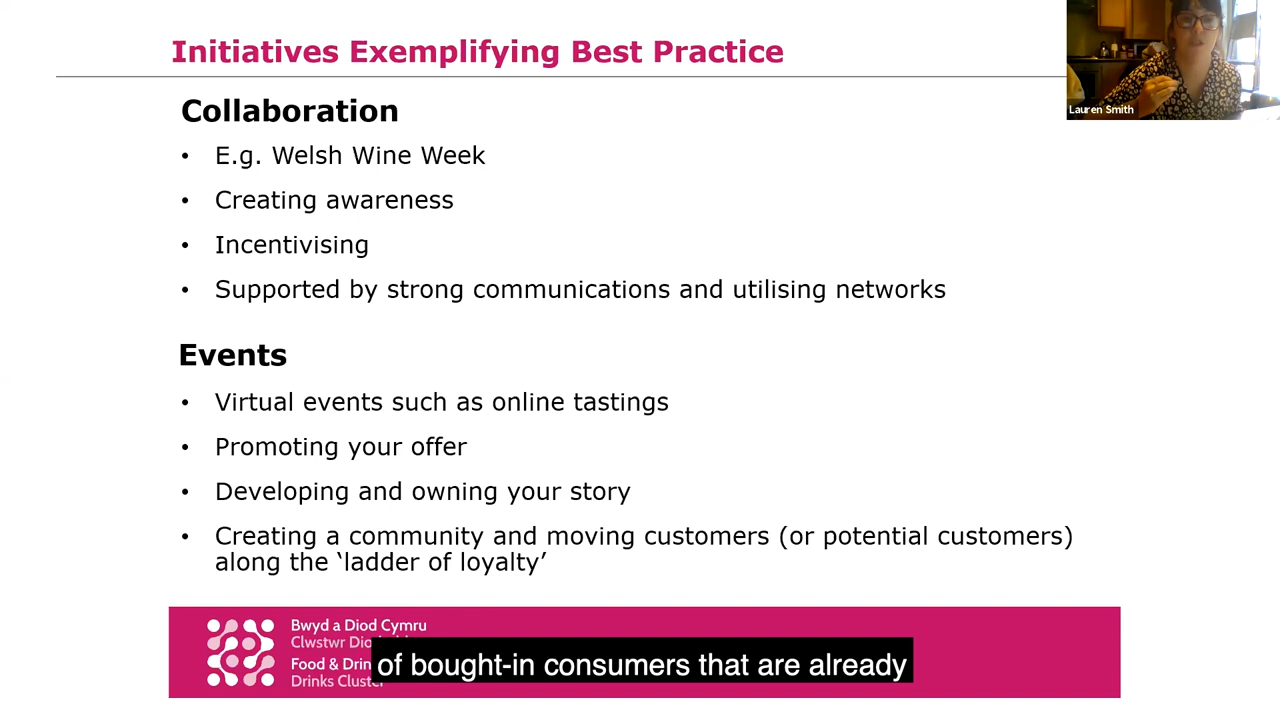 Initiatives Exemplifying Best Practice
Lauren Smith
Collaboration
• E.g. Welsh Wine Week
• Creating awareness
• Incentivising
• Supported by strong communications and utilising networks
Events
• Virtual events such as online tastings
• Promoting your offer
• Developing and owning your story
• Creating a community and moving customers (or potential customers)
along the ‘ladder of loyalty’
Bwyd a Diod Cymru
Clwstwr
Food &
Drinks
of bought-in consumers that are already